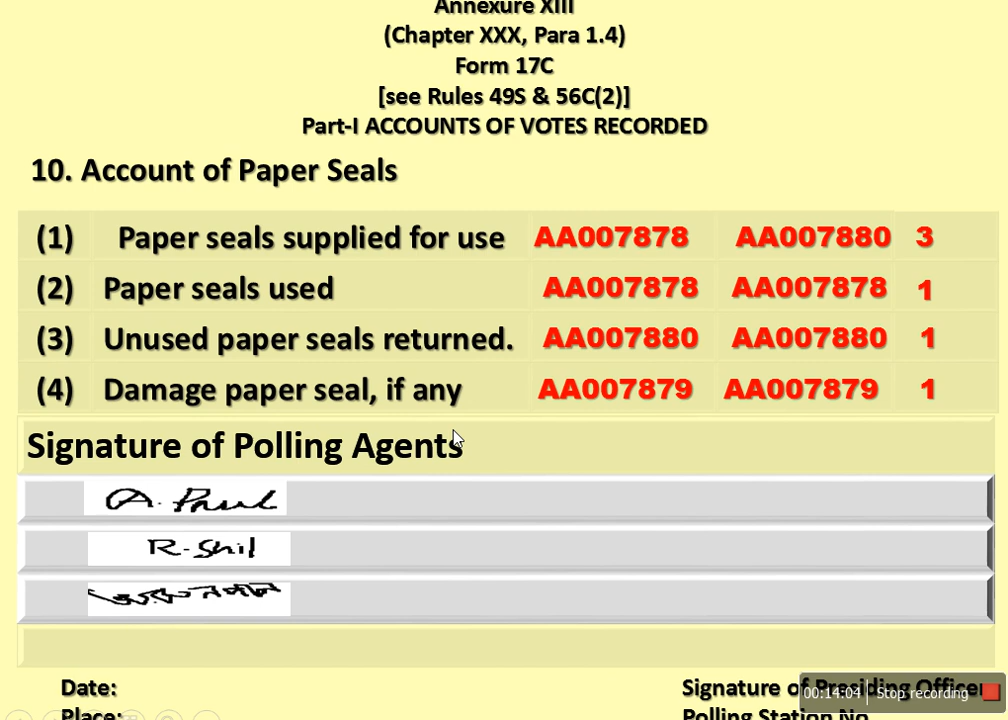 Annexure XIII
(Chapter XXX, Para 1.4)
Form 17C
[see Rules 49S & 56C(2)]
Part-I ACCOUNTS OF VOTES RECORDED
10. Account of Paper Seals
(1) Paper seals supplied for use AA007878 AA007880 3
(2) Paper seals used AA007878 AA007878 1
(3) Unused paper seals returned. AA007880 AA007880 1
(4) Damage paper seal, if any AA007879 AA007879 1
Signature of Polling Agents
A. Paul
R. Shil
Date: Signature of Presiding Officer
00:14:04 Stop recording
Place: Polling Station No